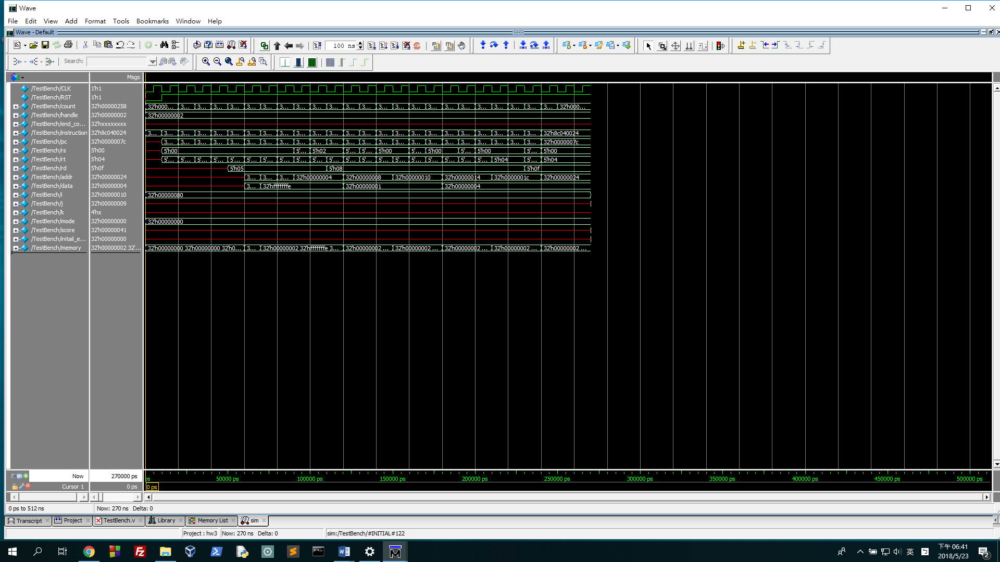 Wave
File Edit View Add Format Tools Bookmarks Window Help
Wave - Default
100 ns
Search:
Msgs
/TestBench/CLK 1'h1
/TestBench/RST 1'h1
/TestBench/count 32'h00000258 32'h000... 3... 3... 3... 3... 3... 3... 3... 3... 3... 3... 3... 3... 3... 3... 3... 3... 3... 3... 3... 3... 3... 3... 3... 32'h000...
/TestBench/handle 32'h00000002 32'h00000002
/TestBench/end_co... 32'hxxxxxxxx
/TestBench/instruction 32'h8c040024 3... 3... 3... 3... 3... 3... 3... 3... 3... 3... 3... 3... 3... 3... 3... 3... 3... 3... 3... 3... 3... 3... 3... 3... 32'h8c040024
/TestBench/pc 32'h0000007c 3... 3... 3... 3... 3... 3... 3... 3... 3... 3... 3... 3... 3... 3... 3... 3... 3... 3... 3... 3... 3... 3... 3... 32'h0000007c
/TestBench/rs 5'h00 5'h00 5'... 5'h02 5'... 5'... 5'h00 5'... 5'h00 5'... 5'h00 5'... 5'h00
/TestBench/rt 5'h04 5'... 5'... 5'... 5'... 5'... 5'... 5'... 5'... 5'... 5'... 5'... 5'... 5'... 5'... 5'... 5'... 5'... 5'... 5'... 5'... 5'h04 5'... 5'h04
/TestBench/rd 5'h0f 5'h05 5'h08 5'h0f
/TestBench/addr 32'h00000024 3... 3... 3... 32'h00000004 32'h00000008 32'h00000010 32'h00000014 32'h0000001c 32'h00000024
/TestBench/data 32'h00000004 3... 32'hfffffffe 32'h00000001 32'h00000004
/TestBench/i 32'h00000010 32'h00000080
/TestBench/j 32'h00000009
/TestBench/k 4'hx
/TestBench/mode 32'h00000000 32'h00000000
/TestBench/score 32'h00000041
/TestBench/initail_e... 32'h00000000
/TestBench/memory 32'h00000002 32'... 32'h00000000 32'h00000000 32'h0... 3... 32'h00000002 32'hfffffffe 3... 32'h00000002 ... 32'h00000002 ... 32'h00000002 ... 32'h00000002 ... 32'h00000002 ...
Now 270000 ps ps 50000 ps 100000 ps 150000 ps 200000 ps 250000 ps 300000 ps 350000 ps 400000 ps 450000 ps 500000 ps
Cursor 1 0 ps 0 ps
0 ps to 512 ns Now: 270 ns Delta: 0
Transcript Project TestBench.v Library Memory List sim
Project : hw3 Now: 270 ns Delta: 0 sim:/TestBench/#INITIAL#122
英 下午 06:41
2018/5/23 2